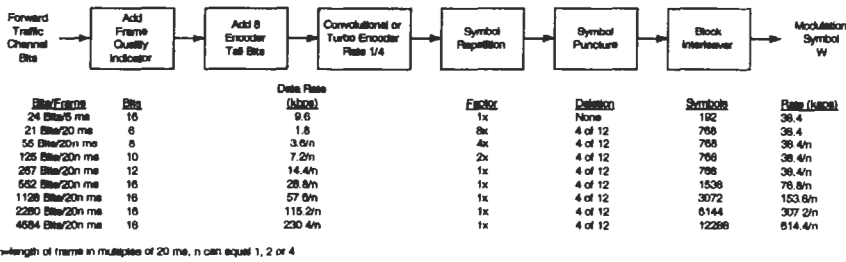 Forward Traffic Channel Bits
Add Frame Quality Indicator
Add 8 Encoder Tail Bits
Convolutional or Turbo Encoder Rate 1/4
Symbol Repetition
Symbol Puncture
Block Interleaver
Modulation Symbol W
Bits/Frame Bits Data Rate (kbps) Factor Deletion Symbols Rate (ksps)
24 Bits/5 ms 16 9.6 1x None 192 38.4
21 Bits/20 ms 6 1.8 8x 4 of 12 768 38.4
55 Bits/20n ms 8 3.6/n 4x 4 of 12 768 38.4/n
125 Bits/20n ms 10 7.2/n 2x 4 of 12 768 38.4/n
267 Bits/20n ms 12 14.4/n 1x 4 of 12 768 38.4/n
552 Bits/20n ms 16 28.8/n 1x 4 of 12 1536 76.8/n
1128 Bits/20n ms 16 57.6/n 1x 4 of 12 3072 153.6/n
2280 Bits/20n ms 16 115.2/n 1x 4 of 12 6144 307.2/n
4584 Bits/20n ms 16 230.4/n 1x 4 of 12 12288 614.4/n
n=length of frame in multiples of 20 ms, n can equal 1, 2 or 4